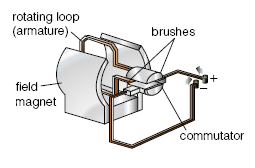 rotating loop
(armature)
brushes
+
−
field
magnet
commutator